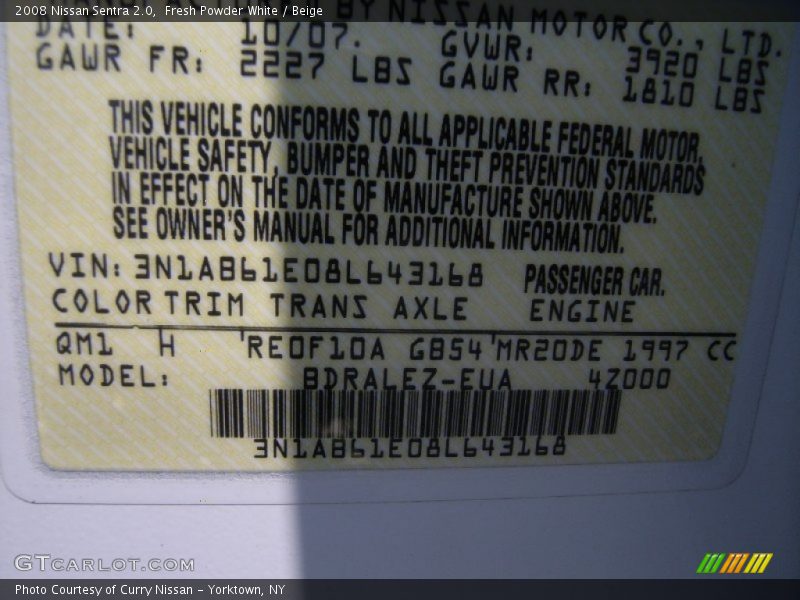 2008 Nissan Sentra 2.0, Fresh Powder White / Beige
BY NISSAN MOTOR CO., LTD.
DATE: 10/07. GVWR: 3920 LBS
GAWR FR: 2227 LBS GAWR RR: 1810 LBS
THIS VEHICLE CONFORMS TO ALL APPLICABLE FEDERAL MOTOR
VEHICLE SAFETY, BUMPER AND THEFT PREVENTION STANDARDS
IN EFFECT ON THE DATE OF MANUFACTURE SHOWN ABOVE.
SEE OWNER'S MANUAL FOR ADDITIONAL INFORMATION.
VIN: 3N1AB61E08L643168 PASSENGER CAR.
COLOR TRIM TRANS AXLE ENGINE
QM1 H RE0F10A GB54 MR20DE 1997 CC
MODEL: BDRALEZ-EUA 4Z000
3N1AB61E08L643168
GTCARLOT.COM
Photo Courtesy of Curry Nissan - Yorktown, NY